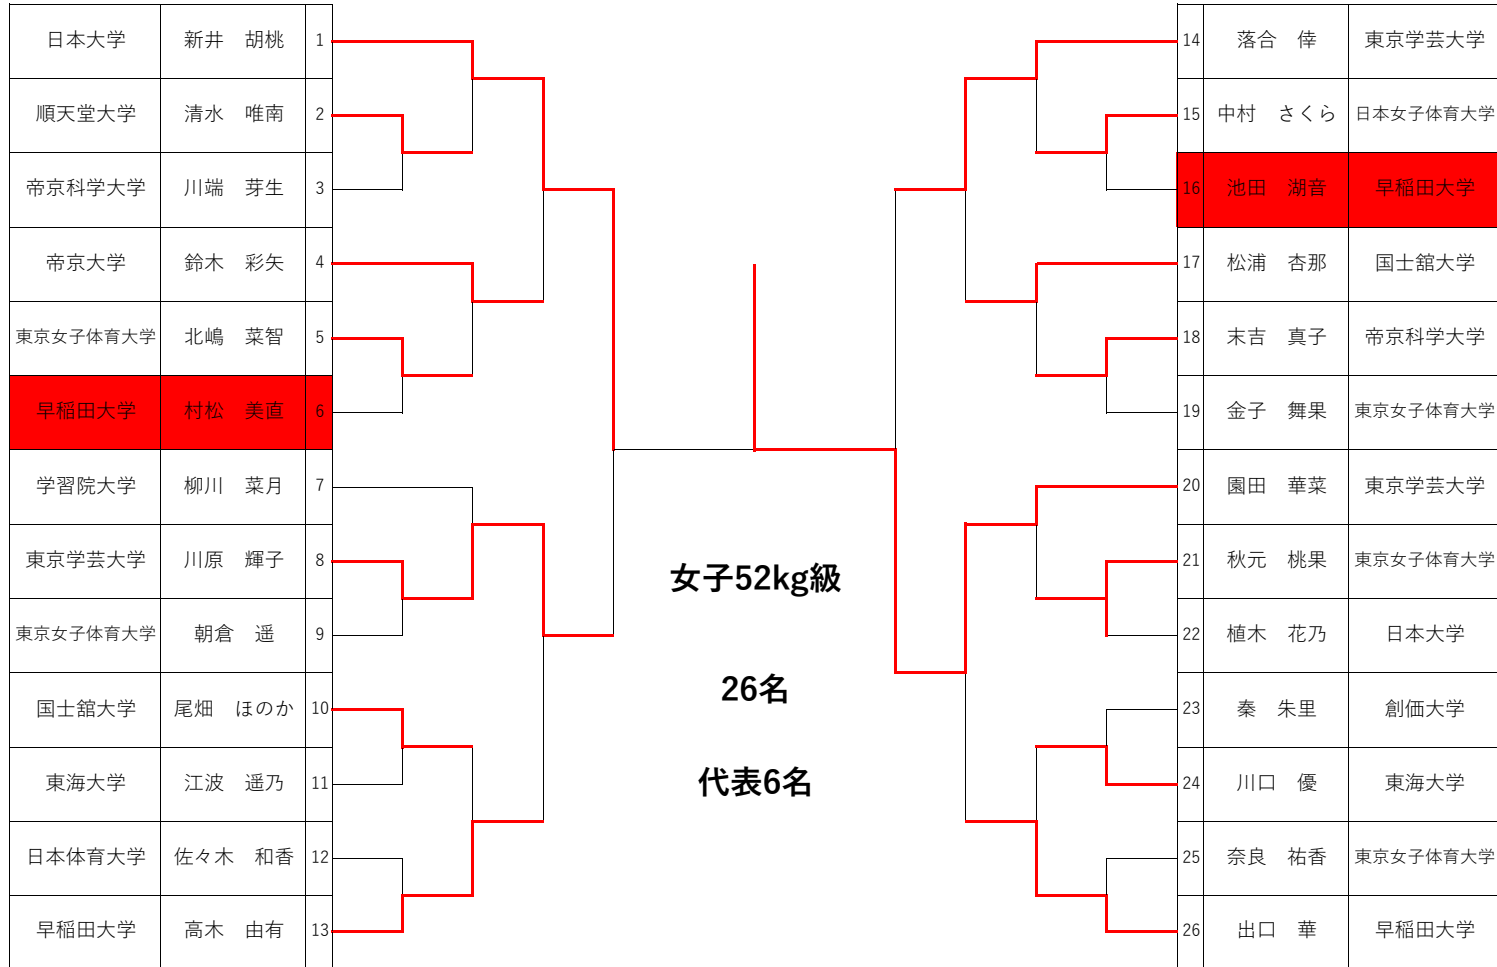 日本大学 新井 胡桃 1
順天堂大学 清水 唯南 2
帝京科学大学 川端 芽生 3
帝京大学 鈴木 彩矢 4
東京女子体育大学 北嶋 菜智 5
早稲田大学 村松 美直 6
学習院大学 柳川 菜月 7
東京学芸大学 川原 輝子 8
東京女子体育大学 朝倉 遥 9
国士舘大学 尾畑 ほのか 10
東海大学 江波 遥乃 11
日本体育大学 佐々木 和香 12
早稲田大学 高木 由有 13
女子52kg級
26名
代表6名
14 落合 倖 東京学芸大学
15 中村 さくら 日本女子体育大学
16 池田 湖音 早稲田大学
17 松浦 杏那 国士舘大学
18 末吉 真子 帝京科学大学
19 金子 舞果 東京女子体育大学
20 園田 華菜 東京学芸大学
21 秋元 桃果 東京女子体育大学
22 植木 花乃 日本大学
23 秦 朱里 創価大学
24 川口 優 東海大学
25 奈良 祐香 東京女子体育大学
26 出口 華 早稲田大学